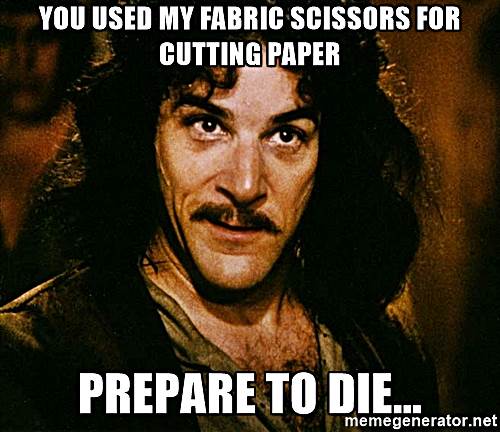 YOU USED MY FABRIC SCISSORS FOR
CUTTING PAPER
PREPARE TO DIE...
memegenerator.net